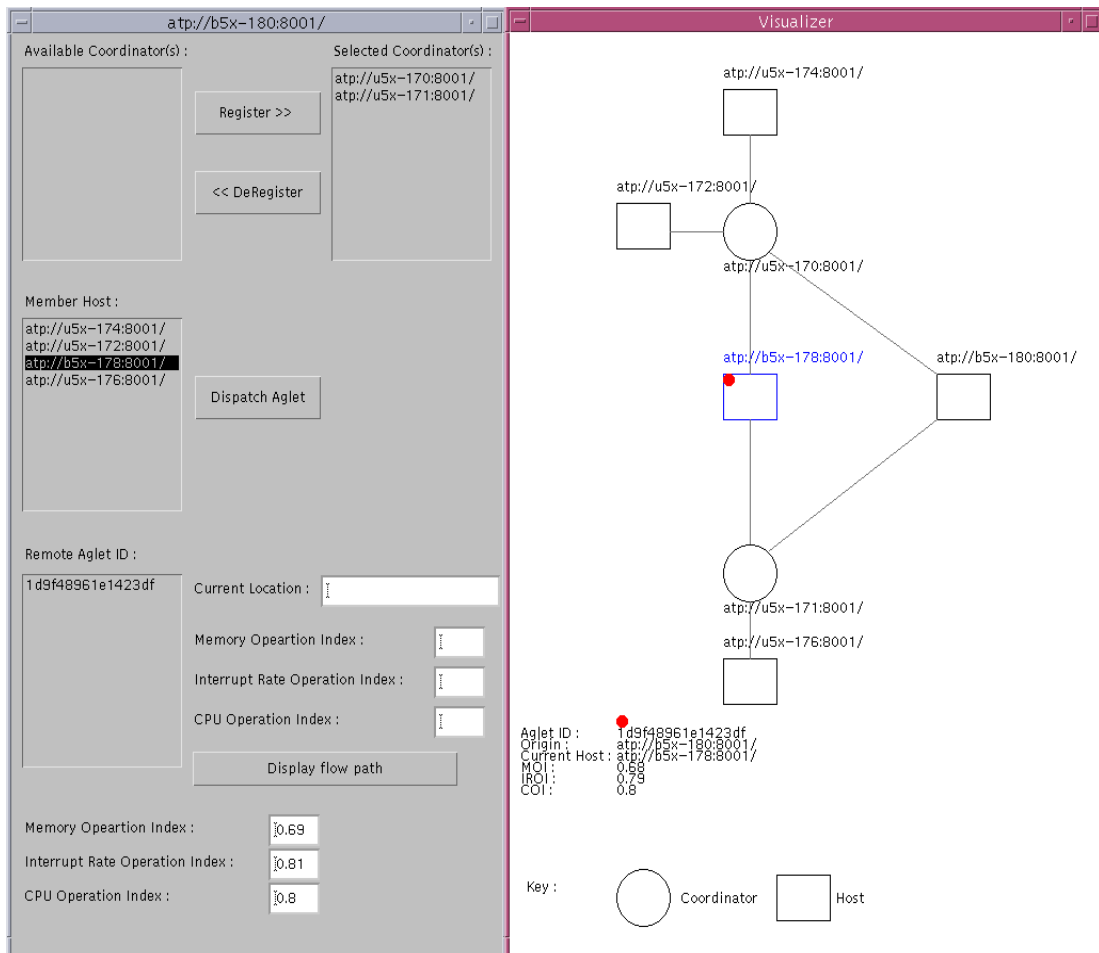 atp://b5x-180:8001/
Available Coordinator(s) :
Selected Coordinator(s) :
atp://u5x-170:8001/
atp://u5x-171:8001/
Register >>
<< DeRegister
Member Host :
atp://u5x-174:8001/
atp://u5x-172:8001/
atp://b5x-178:8001/
atp://u5x-176:8001/
Dispatch Aglet
Remote Aglet ID :
1d9f48961e1423df
Current Location :
Memory Opeartion Index :
Interrupt Rate Operation Index :
CPU Operation Index :
Display flow path
Memory Opeartion Index : 0.69
Interrupt Rate Operation Index : 0.81
CPU Operation Index : 0.8
Visualizer
atp://u5x-174:8001/
atp://u5x-172:8001/
atp://u5x-170:8001/
atp://b5x-178:8001/
atp://b5x-180:8001/
atp://u5x-171:8001/
atp://u5x-176:8001/
Aglet ID : 1d9f48961e1423df
Origin : atp://b5x-180:8001/
Current Host : atp://b5x-178:8001/
MOI : 0.68
IROI : 0.79
COI : 0.8
Key :
Coordinator
Host